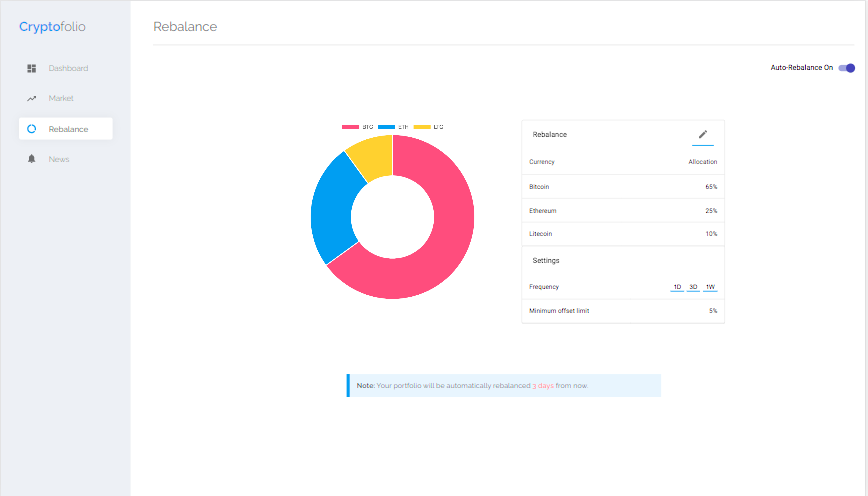 Cryptofolio
Rebalance
Auto-Rebalance On
Dashboard
Market
Rebalance
News
BTC ETH LTC
Rebalance
Currency Allocation
Bitcoin 65%
Ethereum 25%
Litecoin 10%
Settings
Frequency 1D 3D 1W
Minimum offset limit 5%
Note: Your portfolio will be automatically rebalanced 3 days from now.